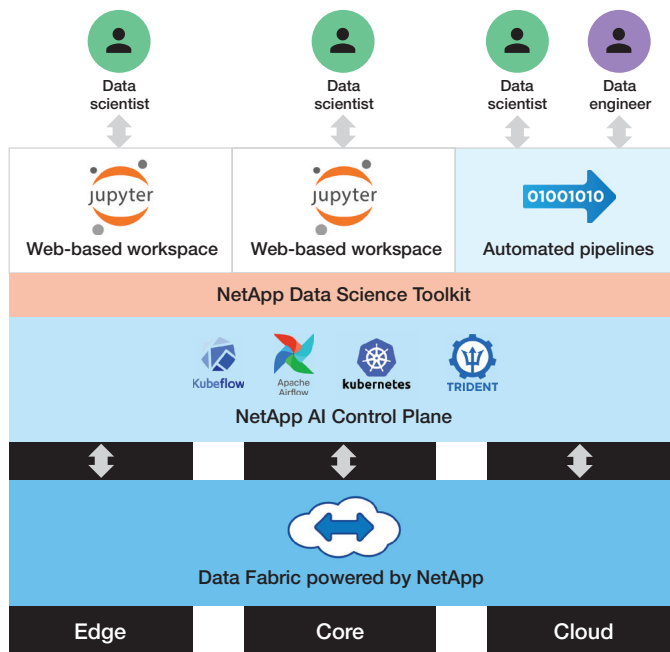 Data
scientist
Data
scientist
Data
scientist
Data
engineer
jupyter
Web-based workspace
jupyter
Web-based workspace
01001010
Automated pipelines
NetApp Data Science Toolkit
Kubeflow
Apache
Airflow
kubernetes
TRIDENT
NetApp AI Control Plane
Data Fabric powered by NetApp
Edge
Core
Cloud